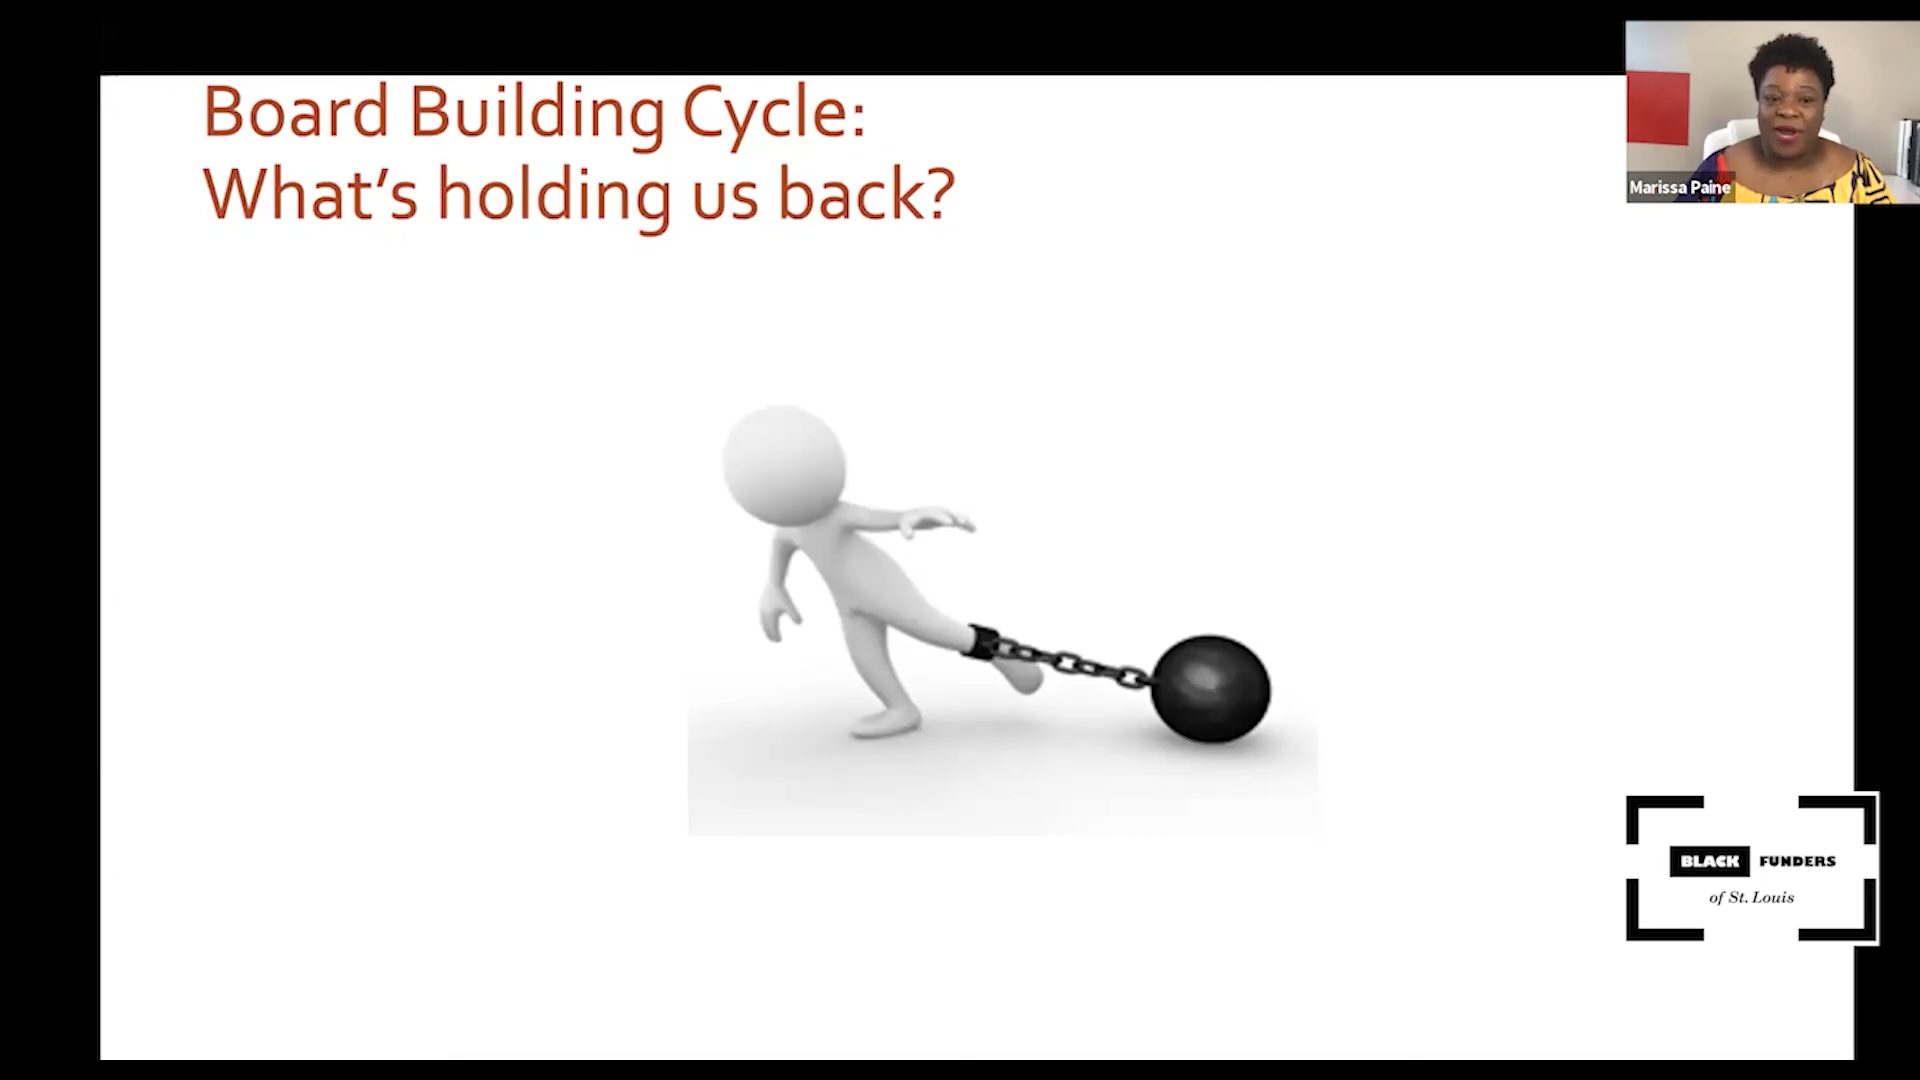 Board Building Cycle:
What's holding us back?
Marissa Paine
BLACK FUNDERS
of St. Louis